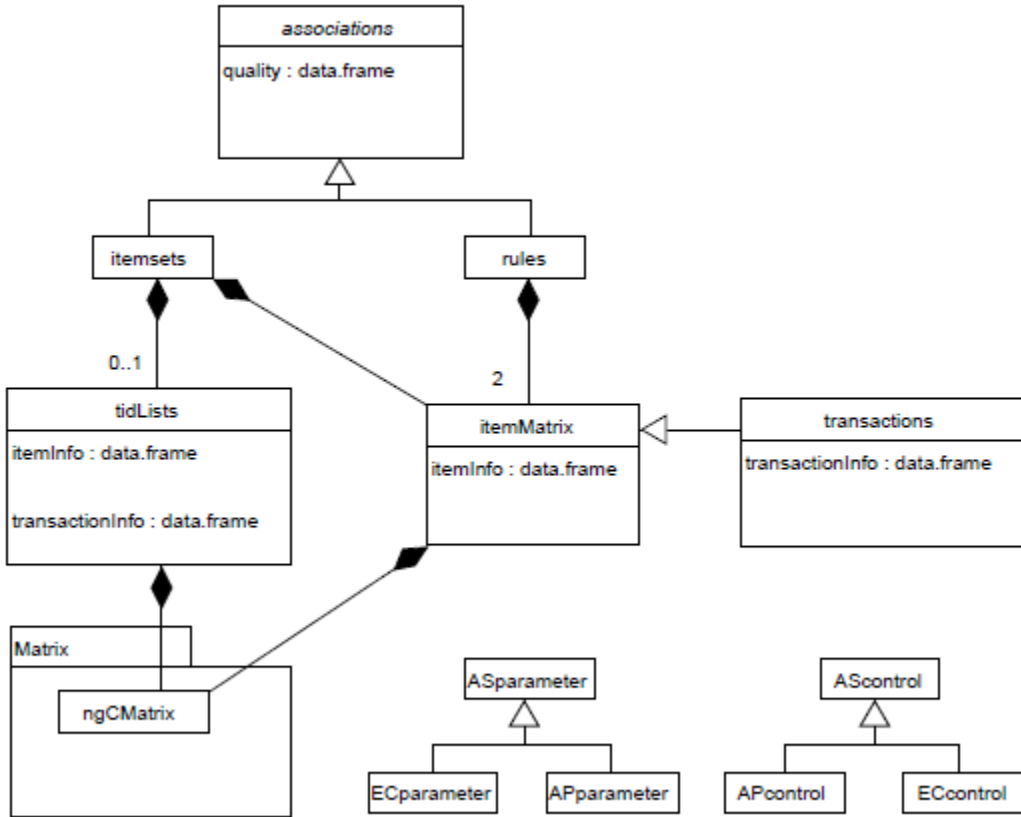 associations
quality : data.frame
itemsets
rules
0..1
2
tidLists
itemInfo : data.frame
transactionInfo : data.frame
itemMatrix
itemInfo : data.frame
transactions
transactionInfo : data.frame
Matrix
ngCMatrix
ASparameter
AScontrol
ECparameter
APparameter
APcontrol
ECcontrol